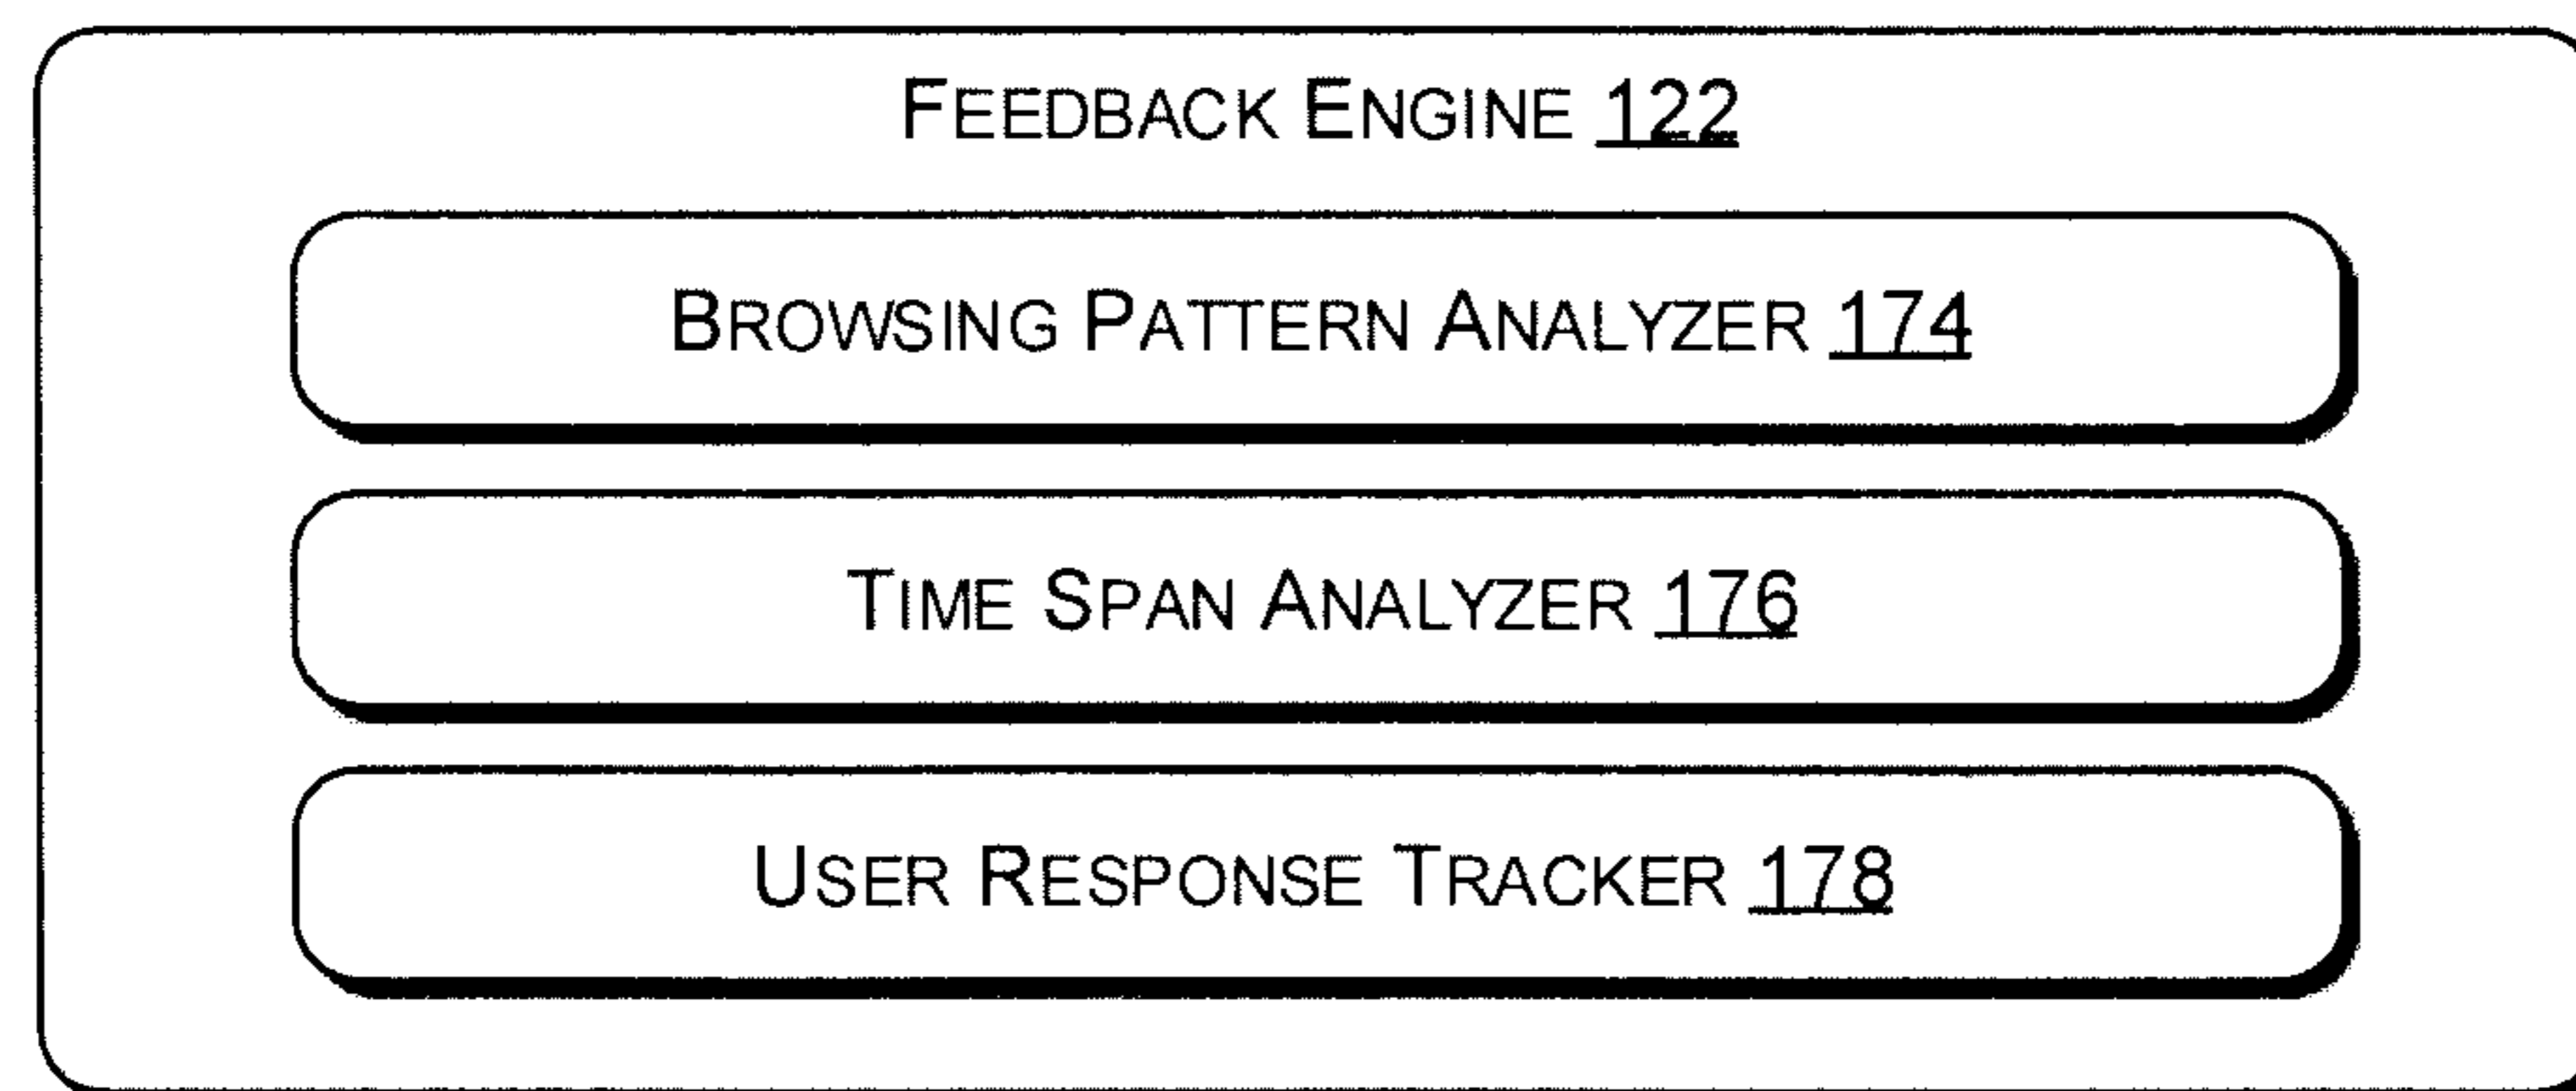 FEEDBACK ENGINE 122
BROWSING PATTERN ANALYZER 174
TIME SPAN ANALYZER 176
USER RESPONSE TRACKER 178